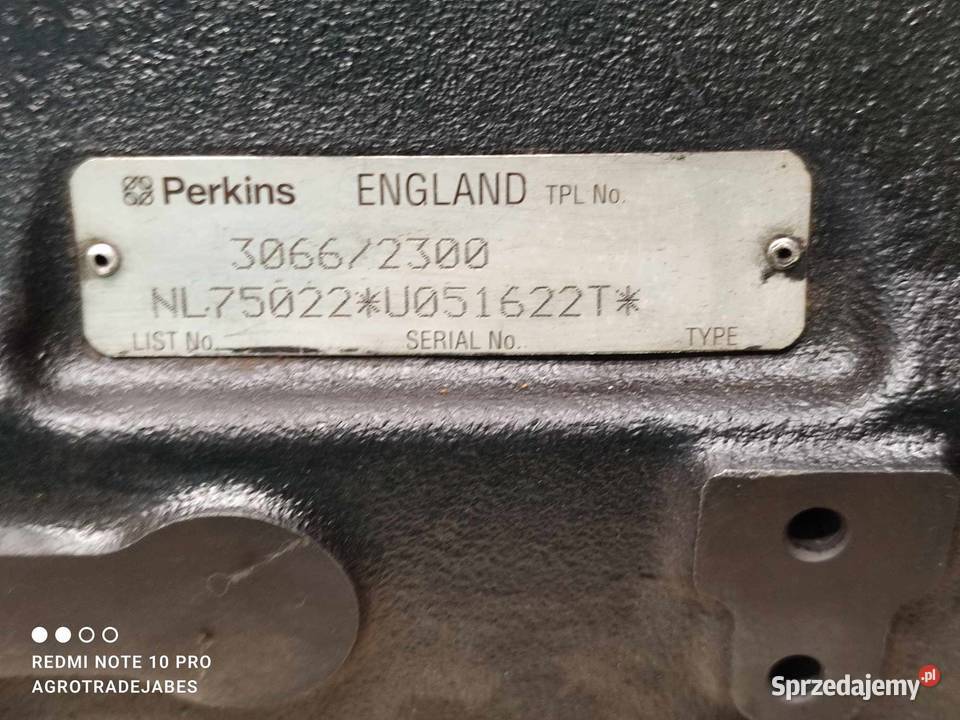 Perkins ENGLAND TPL No.
3066/2300
NL75022*U051622T*
LIST No. SERIAL No. TYPE
REDMI NOTE 10 PRO
AGROTRADEJABES
Sprzedajemy.pl